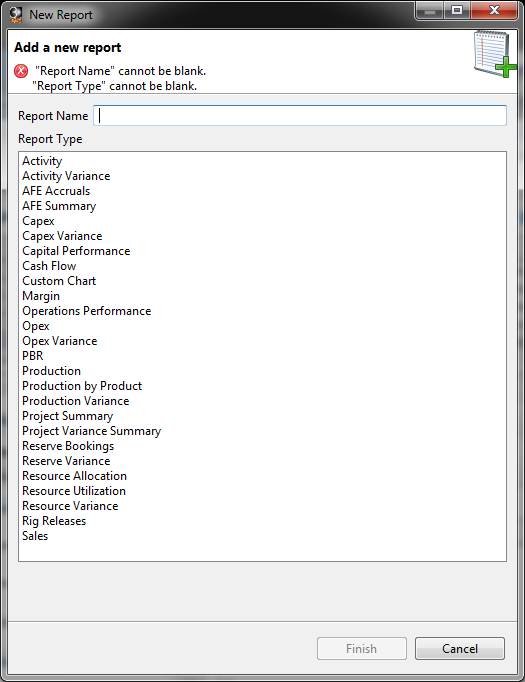 New Report
Add a new report
"Report Name" cannot be blank.
"Report Type" cannot be blank.
Report Name
Report Type
Activity
Activity Variance
AFE Accruals
AFE Summary
Capex
Capex Variance
Capital Performance
Cash Flow
Custom Chart
Margin
Operations Performance
Opex
Opex Variance
PBR
Production
Production by Product
Production Variance
Project Summary
Project Variance Summary
Reserve Bookings
Reserve Variance
Resource Allocation
Resource Utilization
Resource Variance
Rig Releases
Sales
Finish Cancel